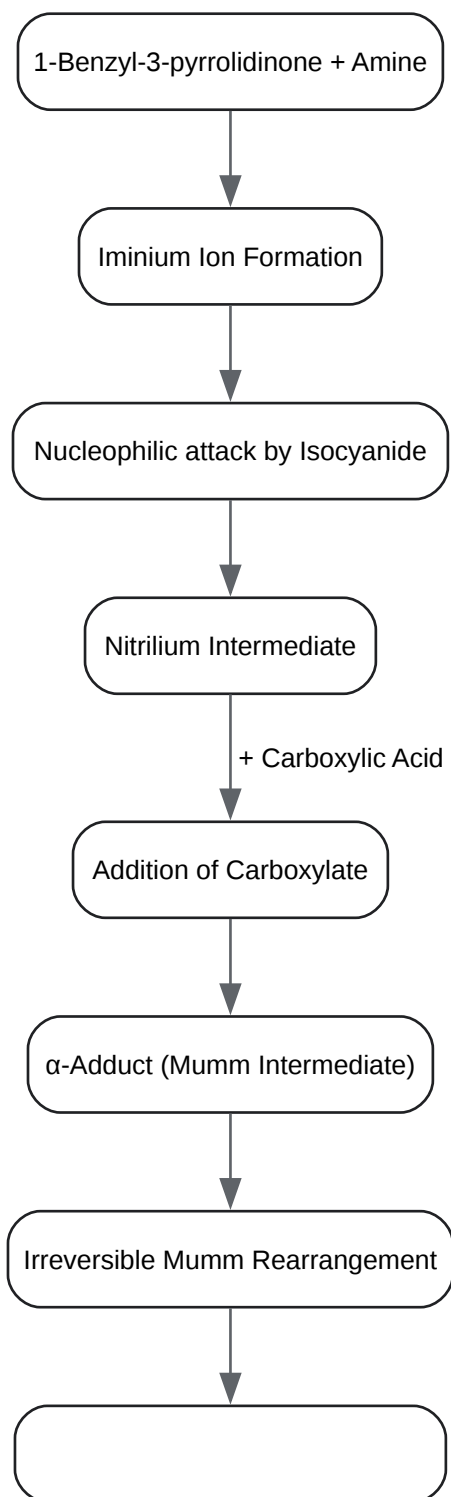 1-Benzyl-3-pyrrolidinone + Amine
Iminium Ion Formation
Nucleophilic attack by Isocyanide
Nitrilium Intermediate
+ Carboxylic Acid
Addition of Carboxylate
α-Adduct (Mumm Intermediate)
Irreversible Mumm Rearrangement